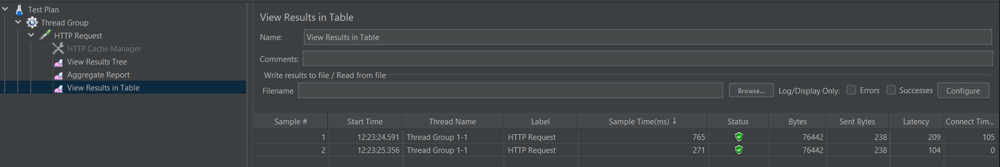 Test Plan
Thread Group
HTTP Request
HTTP Cache Manager
View Results Tree
Aggregate Report
View Results in Table
View Results in Table
Name: View Results in Table
Comments:
Write results to file / Read from file
Filename Browse... Log/Display Only: Errors Successes Configure
Sample # Start Time Thread Name Label Sample Time(ms) ↓ Status Bytes Sent Bytes Latency Connect Tim...
1 12:23:24.591 Thread Group 1-1 HTTP Request 765 76442 238 209 105
2 12:23:25.356 Thread Group 1-1 HTTP Request 271 76442 238 104 0